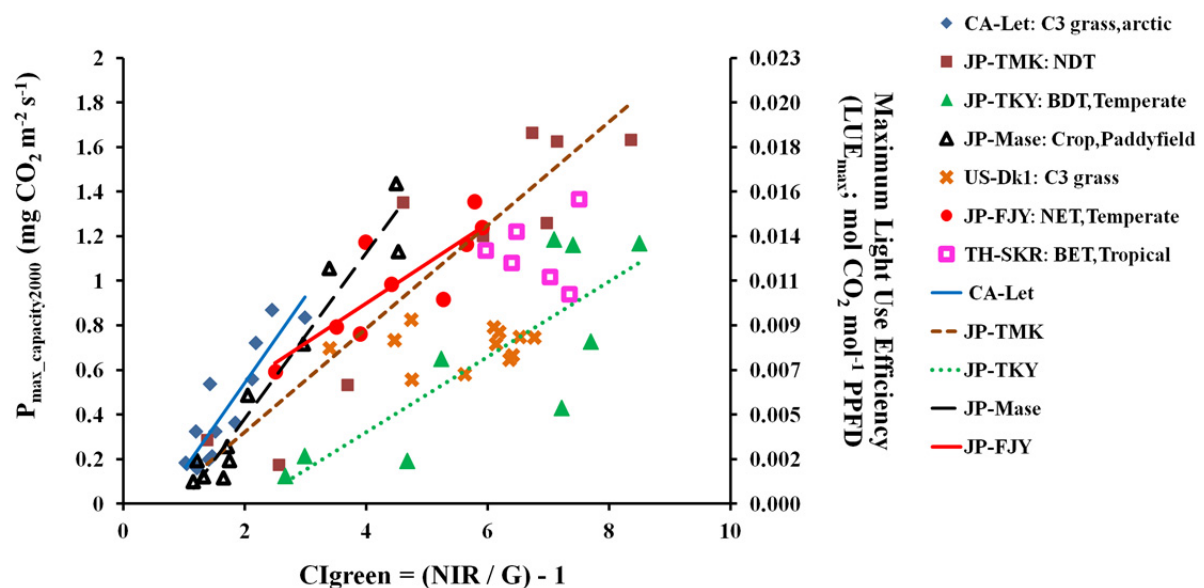 2
1.8
1.6
1.4
1.2
1
0.8
0.6
0.4
0.2
0
P max_capacity2000 (mg CO2 m-2 s-1)
0 2 4 6 8 10
CIgreen = (NIR / G) - 1
0.023
0.020
0.018
0.016
0.014
0.011
0.009
0.007
0.005
0.002
0.000
Maximum Light Use Efficiency
(LUEmax; mol CO2 mol-1 PPFD
CA-Let: C3 grass,arctic
JP-TMK: NDT
JP-TKY: BDT,Temperate
JP-Mase: Crop,Paddyfield
US-Dk1: C3 grass
JP-FJY: NET,Temperate
TH-SKR: BET,Tropical
CA-Let
JP-TMK
JP-TKY
JP-Mase
JP-FJY